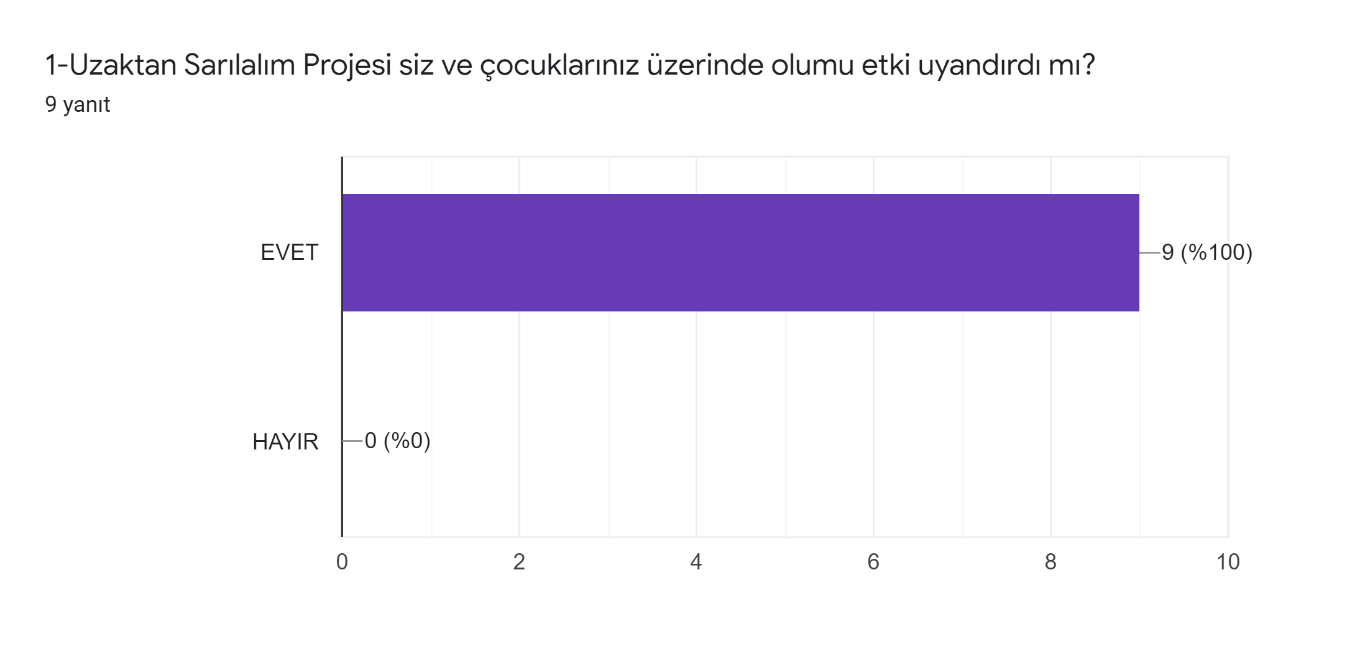 1-Uzaktan Sarılalım Projesi siz ve çocuklarınız üzerinde olumu etki uyandırdı mı?
9 yanıt
EVET
9 (%100)
HAYIR
0 (%0)
0 2 4 6 8 10